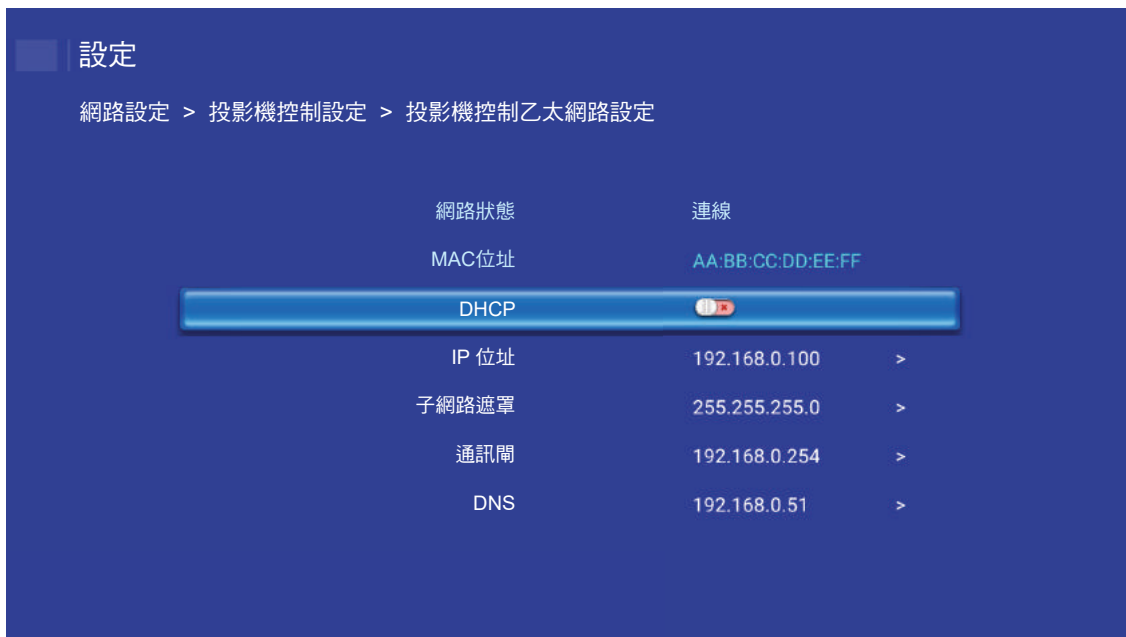 設定
網路設定 > 投影機控制設定 > 投影機控制乙太網路設定
網路狀態 連線
MAC位址 AA:BB:CC:DD:EE:FF
DHCP
IP 位址 192.168.0.100 >
子網路遮罩 255.255.255.0 >
通訊閘 192.168.0.254 >
DNS 192.168.0.51 >